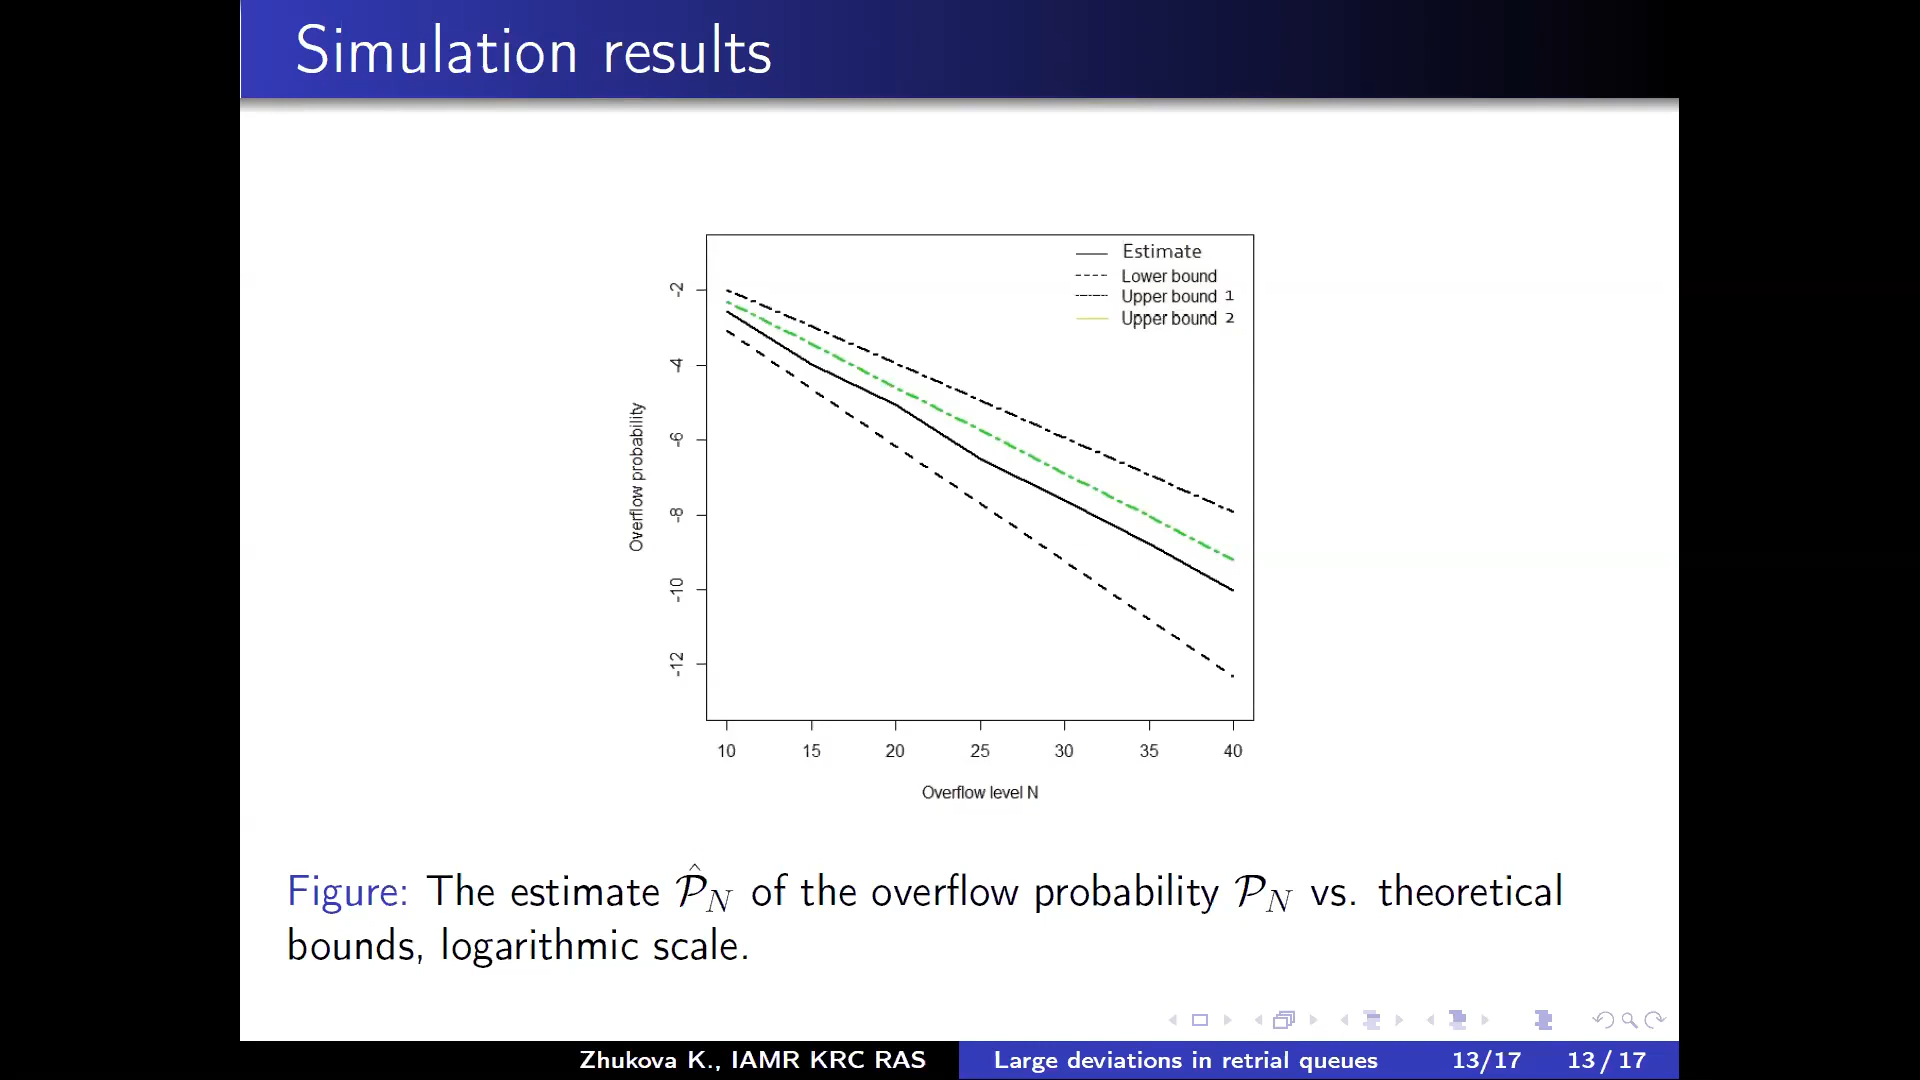 Simulation results
Estimate
Lower bound
Upper bound 1
Upper bound 2
-2
-4
-6
-8
-10
-12
Overflow probability
10 15 20 25 30 35 40
Overflow level N
Figure: The estimate 𝒫̂_N of the overflow probability 𝒫_N vs. theoretical
bounds, logarithmic scale.
Zhukova K., IAMR KRC RAS Large deviations in retrial queues 13/17 13 / 17